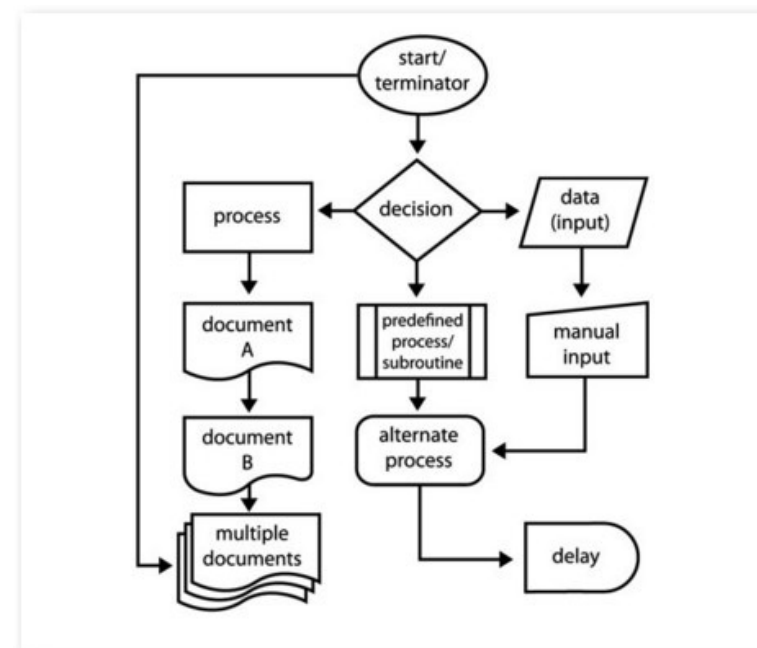 start/
terminator
decision
process
data
(input)
document
A
predefined
process/
subroutine
manual
input
document
B
alternate
process
multiple
documents
delay